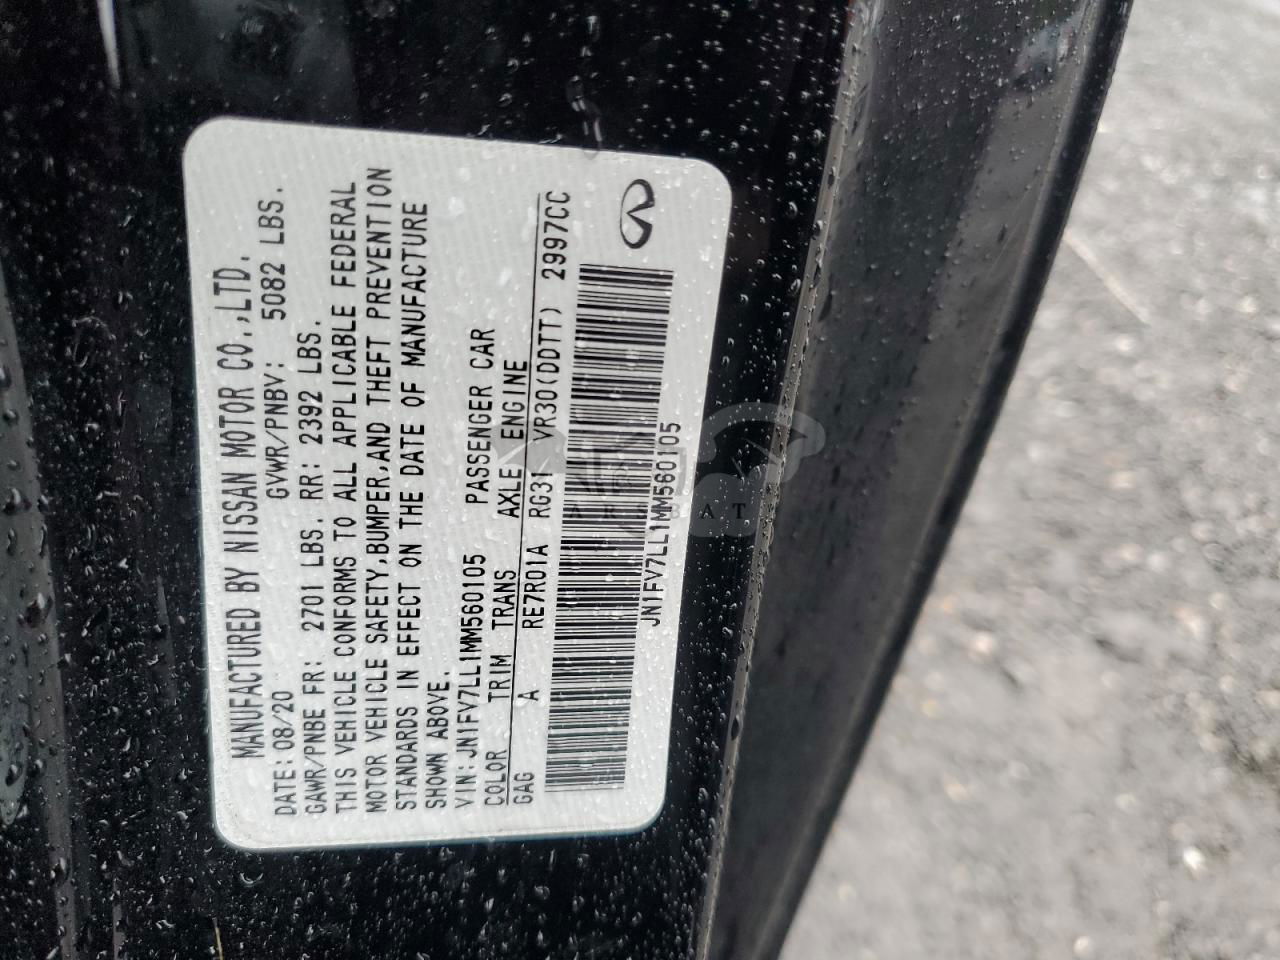 MANUFACTURED BY NISSAN MOTOR CO.,LTD.
DATE:08/20 GVWR/PNBV: 5082 LBS.
GAWR/PNBE FR: 2701 LBS. RR: 2392 LBS.
THIS VEHICLE CONFORMS TO ALL APPLICABLE FEDERAL
MOTOR VEHICLE SAFETY,BUMPER,AND THEFT PREVENTION
STANDARDS IN EFFECT ON THE DATE OF MANUFACTURE
SHOWN ABOVE.
VIN:JN1FV7LL1MM560105 PASSENGER CAR
COLOR TRIM TRANS AXLE ENGINE
GAG A RE7R01A RG31 VR30(DDTT) 2997CC
JN1FV7LL1MM560105